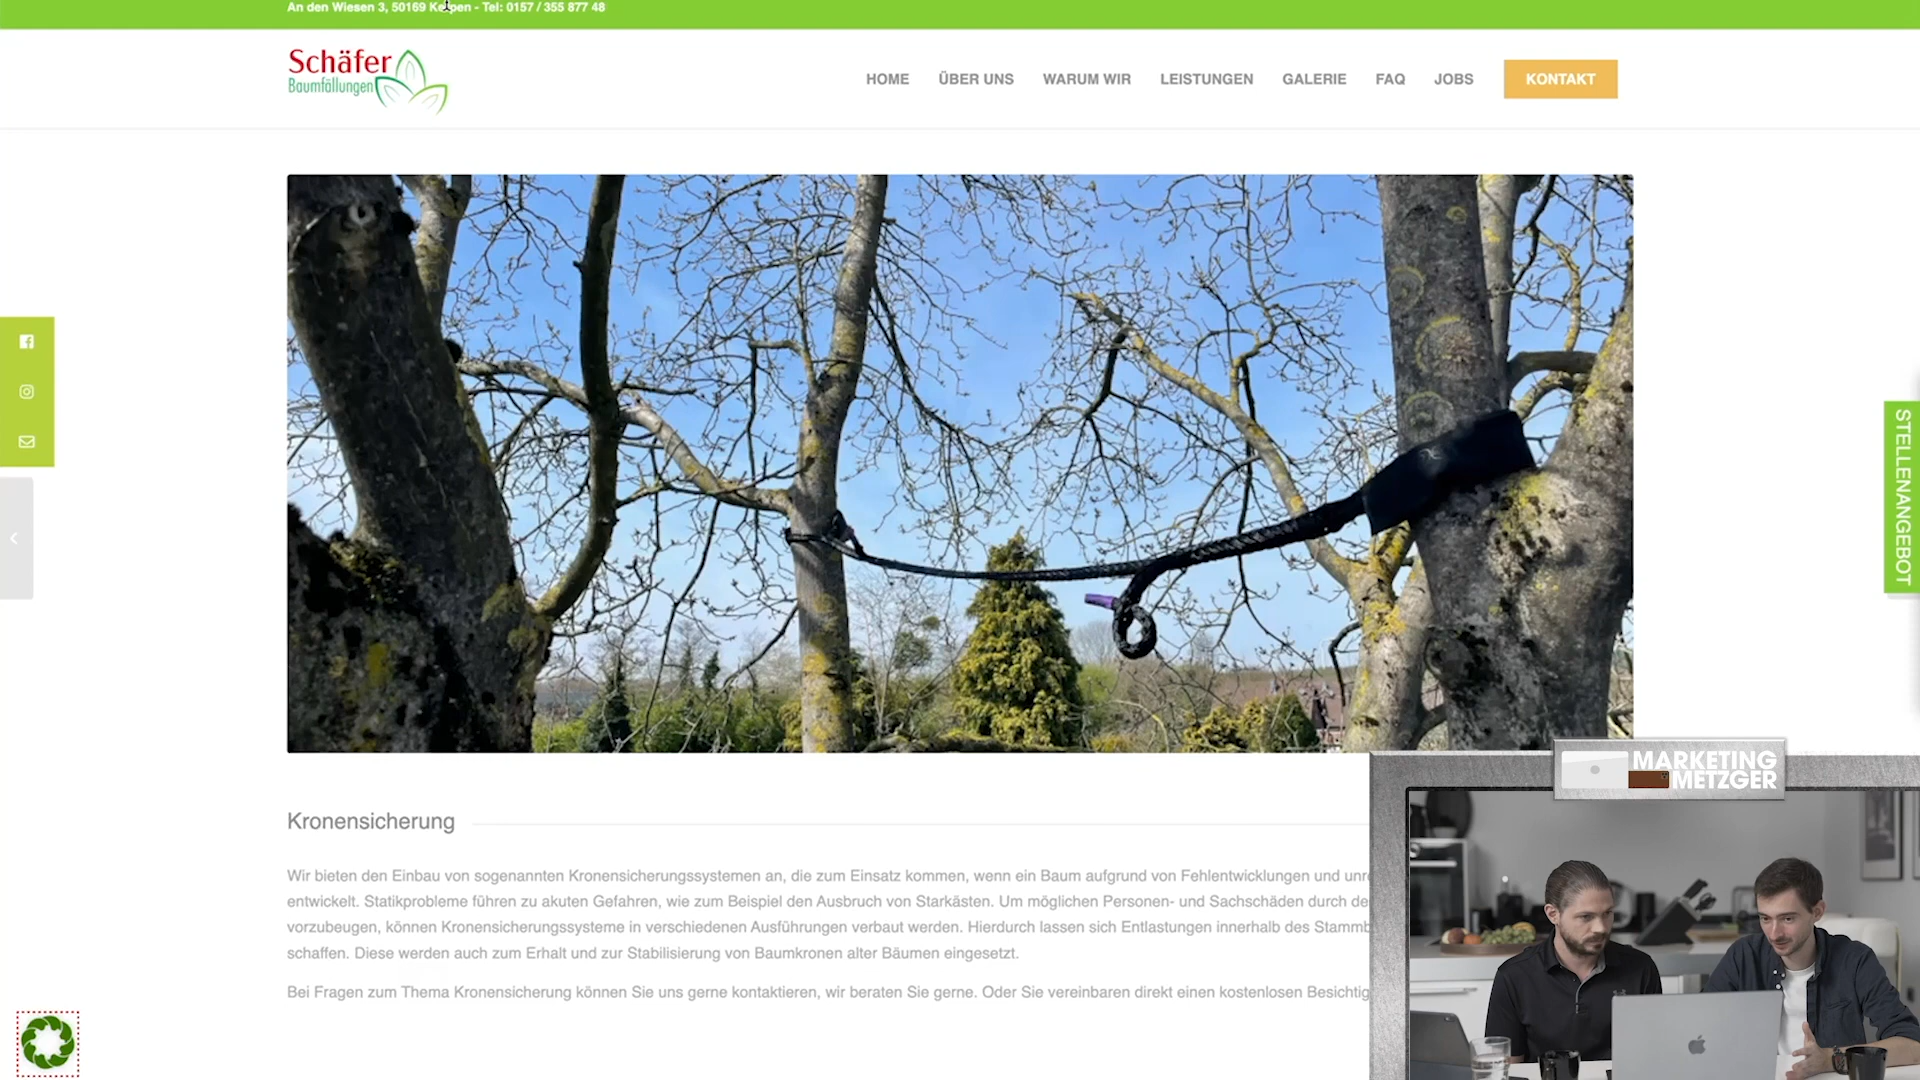 An den Wiesen 3, 50169 Kerpen - Tel: 0157 / 355 877 48
Schäfer
Baumfällungen
HOME ÜBER UNS WARUM WIR LEISTUNGEN GALERIE FAQ JOBS KONTAKT
STELLENANGEBOT
MARKETING
METZGER
Kronensicherung
Wir bieten den Einbau von sogenannten Kronensicherungssystemen an, die zum Einsatz kommen, wenn ein Baum aufgrund von Fehlentwicklungen und
entwickelt. Statikprobleme führen zu akuten Gefahren, wie zum Beispiel den Ausbruch von Starkästen. Um möglichen Personen- und Sachschäden durch
vorzubeugen, können Kronensicherungssysteme in verschiedenen Ausführungen verbaut werden. Hierdurch lassen sich Entlastungen innerhalb des
schaffen. Diese werden auch zum Erhalt und zur Stabilisierung von Baumkronen alter Bäumen eingesetzt.
Bei Fragen zum Thema Kronensicherung können Sie uns gerne kontaktieren, wir beraten Sie gerne. Oder Sie vereinbaren direkt einen kostenlosen